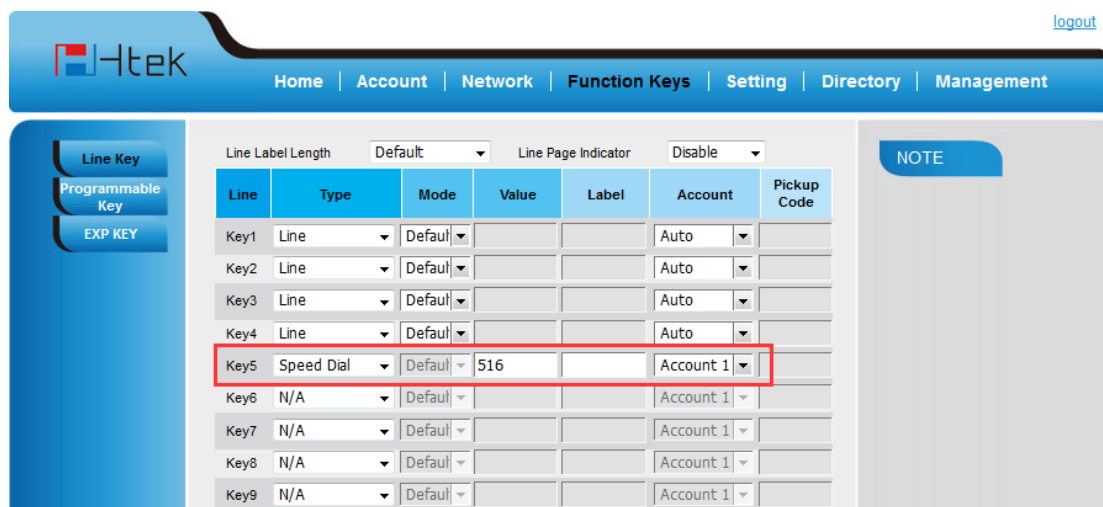 logout
Htek
Home | Account | Network | Function Keys | Setting | Directory | Management
Line Key
Programmable Key
EXP KEY
Line Label Length Default Line Page Indicator Disable
Line Type Mode Value Label Account Pickup Code
Key1 Line Defaul Auto
Key2 Line Defaul Auto
Key3 Line Defaul Auto
Key4 Line Defaul Auto
Key5 Speed Dial Defaul 516 Account 1
Key6 N/A Defaul Account 1
Key7 N/A Defaul Account 1
Key8 N/A Defaul Account 1
Key9 N/A Defaul Account 1
NOTE